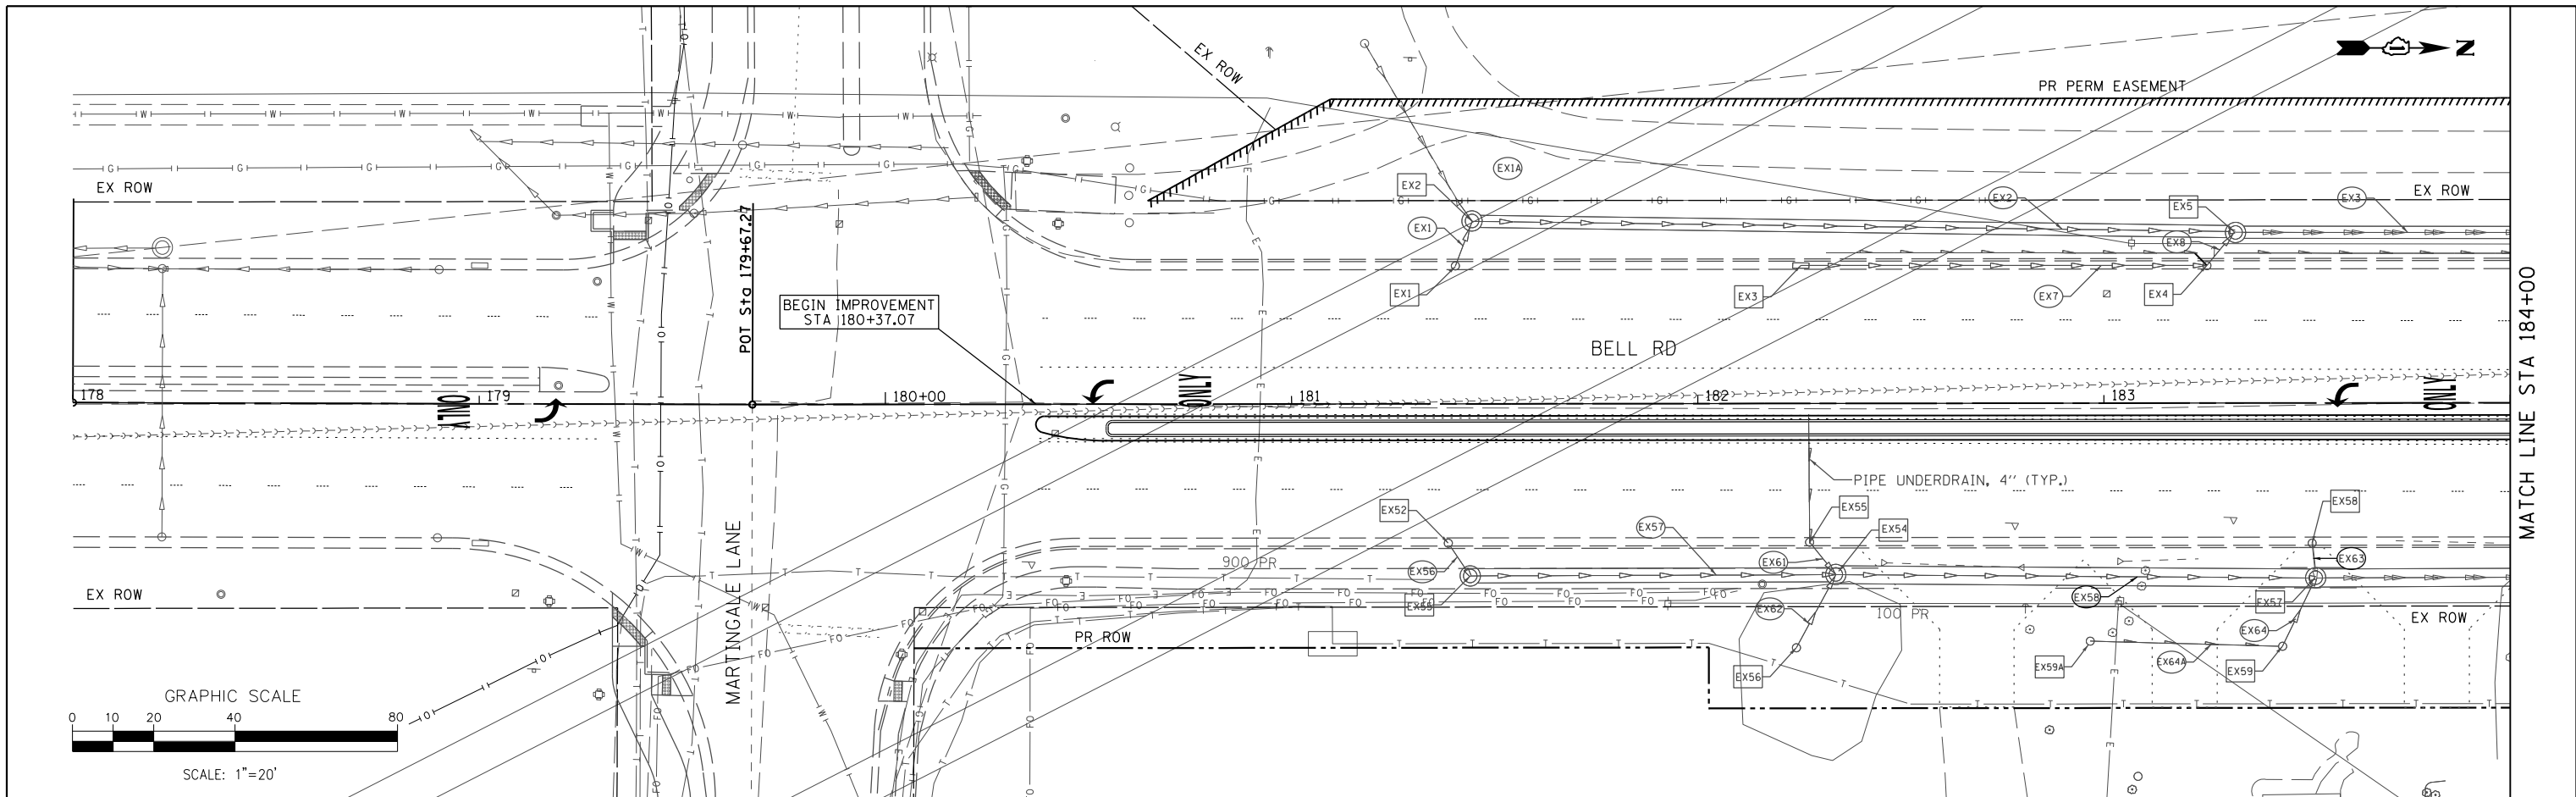 N
EX ROW
PR PERM EASEMENT
EX1A
EX2
EX ROW
EX2
EX3
EX ROW
EX5
EX1
EX8
POT Sta 179+67.27
BEGIN IMPROVEMENT
STA 180+37.07
EX1
EX3
EX7
EX4
BELL RD
178
ONLY
179
180+00
ONLY
181
182
183
ONLY
MATCH LINE STA 184+00
PIPE UNDERDRAIN, 4'' (TYP.)
EX52
EX55
EX58
EX57
EX54
900 PR
EX56
EX61
EX63
EX ROW
EX55
EX62
100 PR
EX58
EX57
EX ROW
EX64
PR ROW
MARTINGALE LANE
EX56
EX59A
EX64A
EX59
GRAPHIC SCALE
0 10 20 40 80
SCALE: 1"=20'